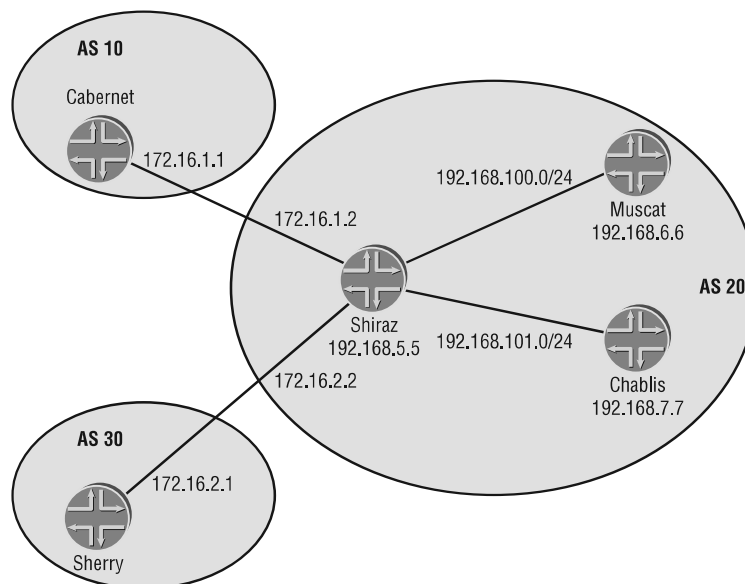 AS 10
Cabernet
172.16.1.1
172.16.1.2
192.168.100.0/24
Muscat
192.168.6.6
AS 20
Shiraz
192.168.5.5
192.168.101.0/24
Chablis
192.168.7.7
172.16.2.2
AS 30
172.16.2.1
Sherry